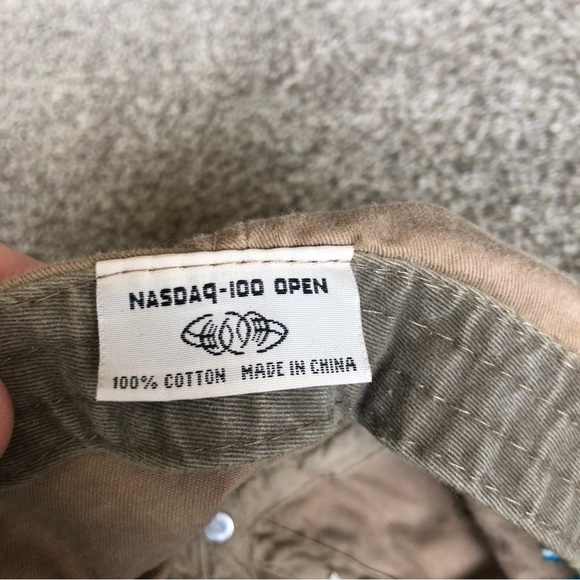 NASDAQ-100 OPEN
100% COTTON MADE IN CHINA